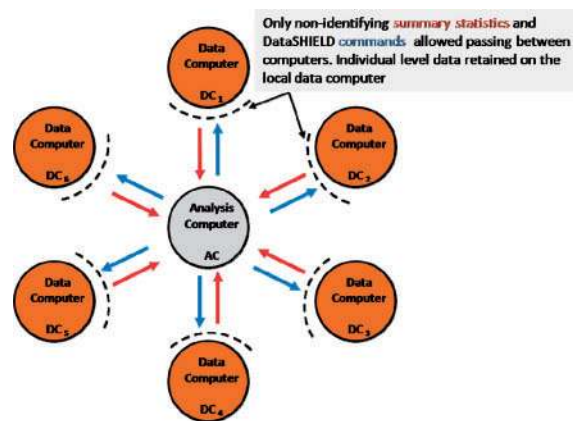 Only non-identifying summary statistics and
DataSHIELD commands allowed passing between
computers. Individual level data retained on
the local data computer
Data
Computer
DC₁
Data
Computer
DC₆
Data
Computer
DC₂
Analysis
Computer
AC
Data
Computer
DC₅
Data
Computer
DC₃
Data
Computer
DC₄